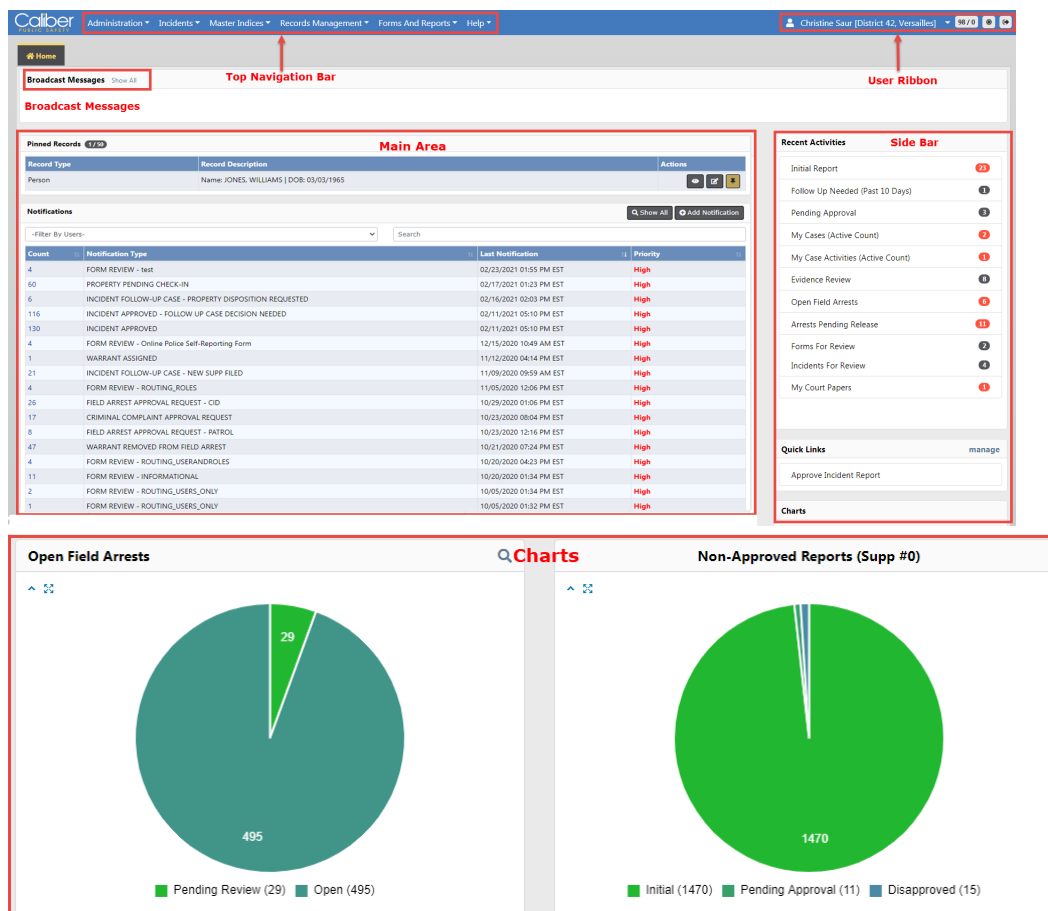 Caliber Administration Incidents Master Indices Records Management Forms And Reports Help Christine Saur [District 42, Versailles] 98 / 0
PUBLIC SAFETY
Home
Broadcast Messages Show All
Top Navigation Bar
User Ribbon
Broadcast Messages
Pinned Records 1 / 50
Main Area
Record Type Record Description Actions
Person Name: JONES, WILLIAMS | DOB: 03/03/1965
Notifications Show All Add Notification
-Filter By Users- Search
Count Notification Type Last Notification Priority
4 FORM REVIEW - test 02/23/2021 01:55 PM EST High
60 PROPERTY PENDING CHECK-IN 02/17/2021 01:23 PM EST High
6 INCIDENT FOLLOW-UP CASE - PROPERTY DISPOSITION REQUESTED 02/16/2021 02:03 PM EST High
116 INCIDENT APPROVED - FOLLOW UP CASE DECISION NEEDED 02/11/2021 05:10 PM EST High
130 INCIDENT APPROVED 02/11/2021 05:10 PM EST High
4 FORM REVIEW - Online Police Self-Reporting Form 12/15/2020 10:49 AM EST High
1 WARRANT ASSIGNED 11/12/2020 04:14 PM EST High
21 INCIDENT FOLLOW-UP CASE - NEW SUPP FILED 11/09/2020 09:59 AM EST High
4 FORM REVIEW - ROUTING_ROLES 11/05/2020 12:06 PM EST High
26 FIELD ARREST APPROVAL REQUEST - CID 10/29/2020 01:06 PM EST High
17 CRIMINAL COMPLAINT APPROVAL REQUEST 10/23/2020 08:04 PM EST High
8 FIELD ARREST APPROVAL REQUEST - PATROL 10/23/2020 12:16 PM EST High
47 WARRANT REMOVED FROM FIELD ARREST 10/21/2020 07:24 PM EST High
4 FORM REVIEW - ROUTING_USERANDROLES 10/20/2020 04:23 PM EST High
11 FORM REVIEW - INFORMATIONAL 10/20/2020 01:34 PM EST High
2 FORM REVIEW - ROUTING_USERS_ONLY 10/05/2020 01:34 PM EST High
1 FORM REVIEW - ROUTING_USERS_ONLY 10/05/2020 01:32 PM EST High
Recent Activities Side Bar
Initial Report 23
Follow Up Needed (Past 10 Days) 1
Pending Approval 3
My Cases (Active Count) 2
My Case Activities (Active Count) 1
Evidence Review 8
Open Field Arrests 6
Arrests Pending Release 11
Forms For Review 2
Incidents For Review 4
My Court Papers 1
Quick Links manage
Approve Incident Report
Charts
Charts
Open Field Arrests
29
495
Pending Review (29) Open (495)
Non-Approved Reports (Supp #0)
1470
Initial (1470) Pending Approval (11) Disapproved (15)